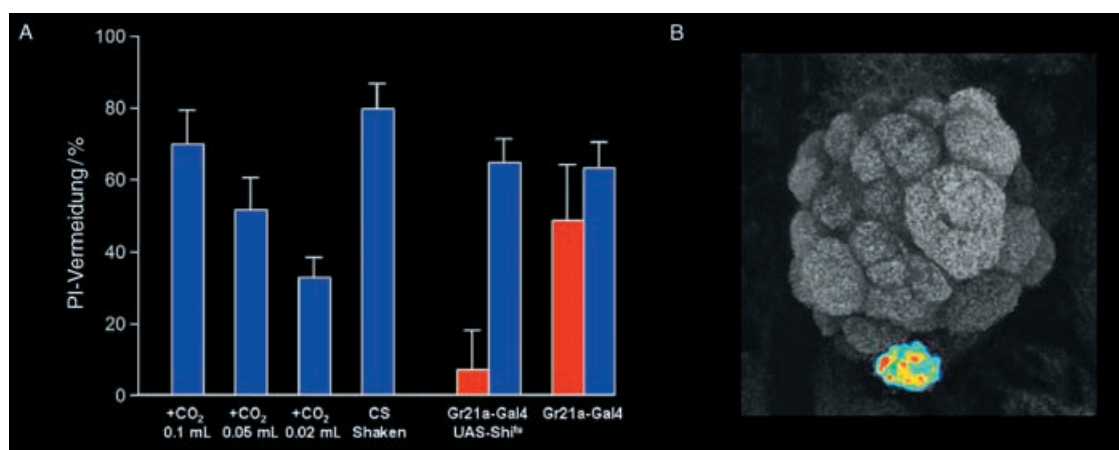 A
B
100
80
60
40
20
0
PI-Vermeidung/%
+CO₂ +CO₂ +CO₂ CS Gr21a-Gal4 Gr21a-Gal4
0.1 mL 0.05 mL 0.02 mL Shaken UAS-Shiᵗˢ